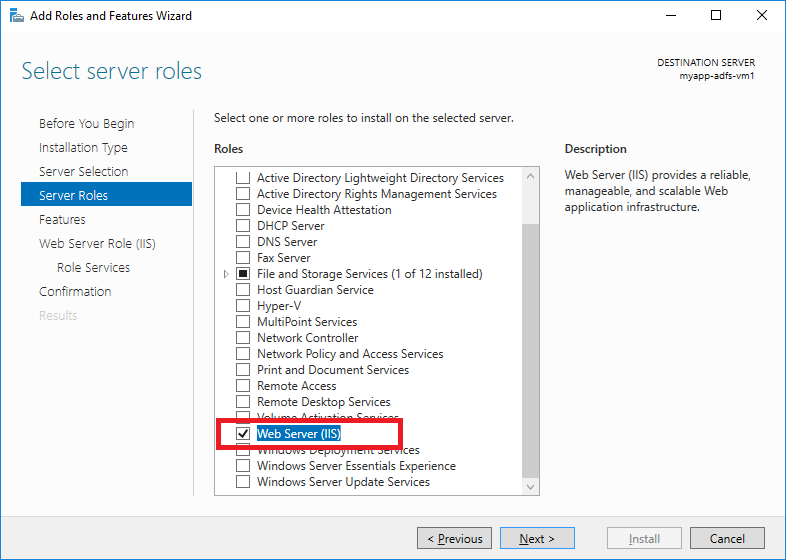 Add Roles and Features Wizard
Select server roles
DESTINATION SERVER
myapp-adfs-vm1
Before You Begin
Installation Type
Server Selection
Server Roles
Features
Web Server Role (IIS)
Role Services
Confirmation
Results
Select one or more roles to install on the selected server.
Roles
Active Directory Lightweight Directory Services
Active Directory Rights Management Services
Device Health Attestation
DHCP Server
DNS Server
Fax Server
File and Storage Services (1 of 12 installed)
Host Guardian Service
Hyper-V
MultiPoint Services
Network Controller
Network Policy and Access Services
Print and Document Services
Remote Access
Remote Desktop Services
Volume Activation Services
Web Server (IIS)
Windows Deployment Services
Windows Server Essentials Experience
Windows Server Update Services
Description
Web Server (IIS) provides a reliable,
manageable, and scalable Web
application infrastructure.
< Previous
Next >
Install
Cancel